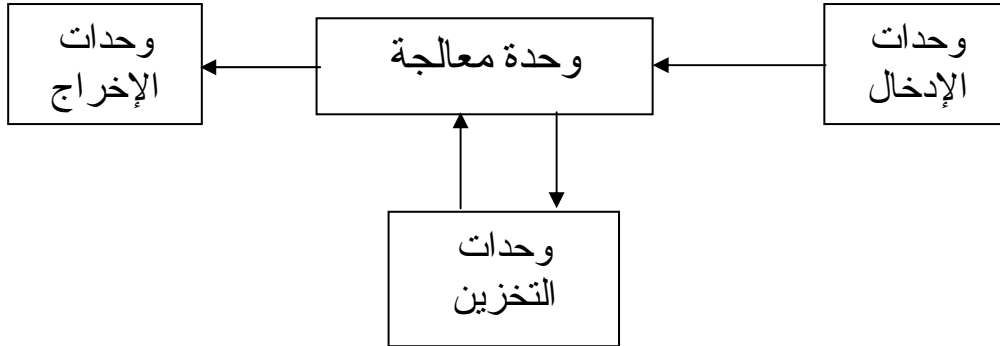 وحدات
الإدخال
وحدة معالجة
وحدات
الإخراج
وحدات
التخزين